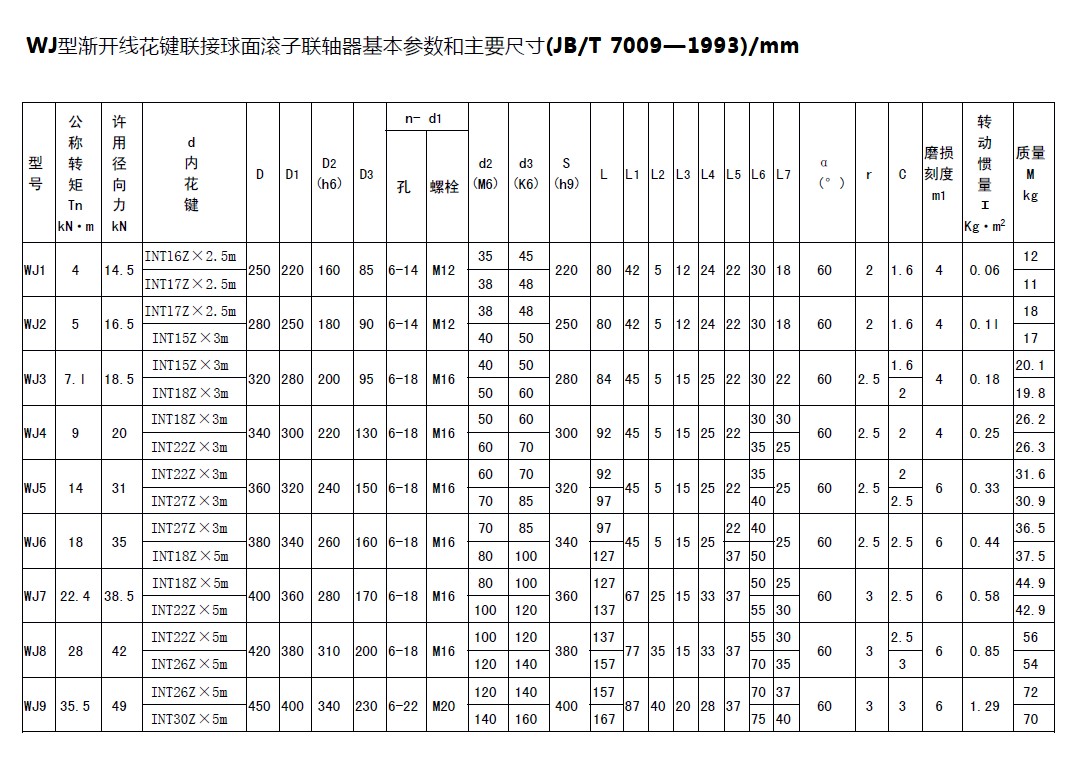 WJ型渐开线花键联接球面滚子联轴器基本参数和主要尺寸(JB/T 7009—1993)/mm
型号 公称转矩Tn kN·m 许用径向力 kN d内花键 D D1 D2 (h6) D3 n- d1 孔 螺栓 d2 (M6) d3 (K6) S (h9) L L1 L2 L3 L4 L5 L6 L7 α (°) r C 磨损刻度 m1 转动惯量 I Kg·m² 质量 M kg
WJ1 4 14.5 INT16Z×2.5m 250 220 160 85 6-14 M12 35 45 220 80 42 5 12 24 22 30 18 60 2 1.6 4 0.06 12
INT17Z×2.5m 38 48 11
WJ2 5 16.5 INT17Z×2.5m 280 250 180 90 6-14 M12 38 48 250 80 42 5 12 24 22 30 18 60 2 1.6 4 0.1l 18
INT15Z×3m 40 50 17
WJ3 7.l 18.5 INT15Z×3m 320 280 200 95 6-18 M16 40 50 280 84 45 5 15 25 22 30 22 60 2.5 1.6 4 0.18 20.1
INT18Z×3m 50 60 2 19.8
WJ4 9 20 INT18Z×3m 340 300 220 130 6-18 M16 50 60 300 92 45 5 15 25 22 30 30 60 2.5 2 4 0.25 26.2
INT22Z×3m 60 70 35 25 26.3
WJ5 14 31 INT22Z×3m 360 320 240 150 6-18 M16 60 70 320 92 45 5 15 25 22 35 25 60 2.5 2 6 0.33 31.6
INT27Z×3m 70 85 97 40 2.5 30.9
WJ6 18 35 INT27Z×3m 380 340 260 160 6-18 M16 70 85 340 97 45 5 15 25 22 40 25 60 2.5 2.5 6 0.44 36.5
INT18Z×5m 80 100 127 37 50 37.5
WJ7 22.4 38.5 INT18Z×5m 400 360 280 170 6-18 M16 80 100 360 127 67 25 15 33 37 50 25 60 3 2.5 6 0.58 44.9
INT22Z×5m 100 120 137 55 30 42.9
WJ8 28 42 INT22Z×5m 420 380 310 200 6-18 M16 100 120 380 137 77 35 15 33 37 55 30 60 3 2.5 6 0.85 56
INT26Z×5m 120 140 157 70 35 3 54
WJ9 35.5 49 INT26Z×5m 450 400 340 230 6-22 M20 120 140 400 157 87 40 20 28 37 70 37 60 3 3 6 1.29 72
INT30Z×5m 140 160 167 75 40 70